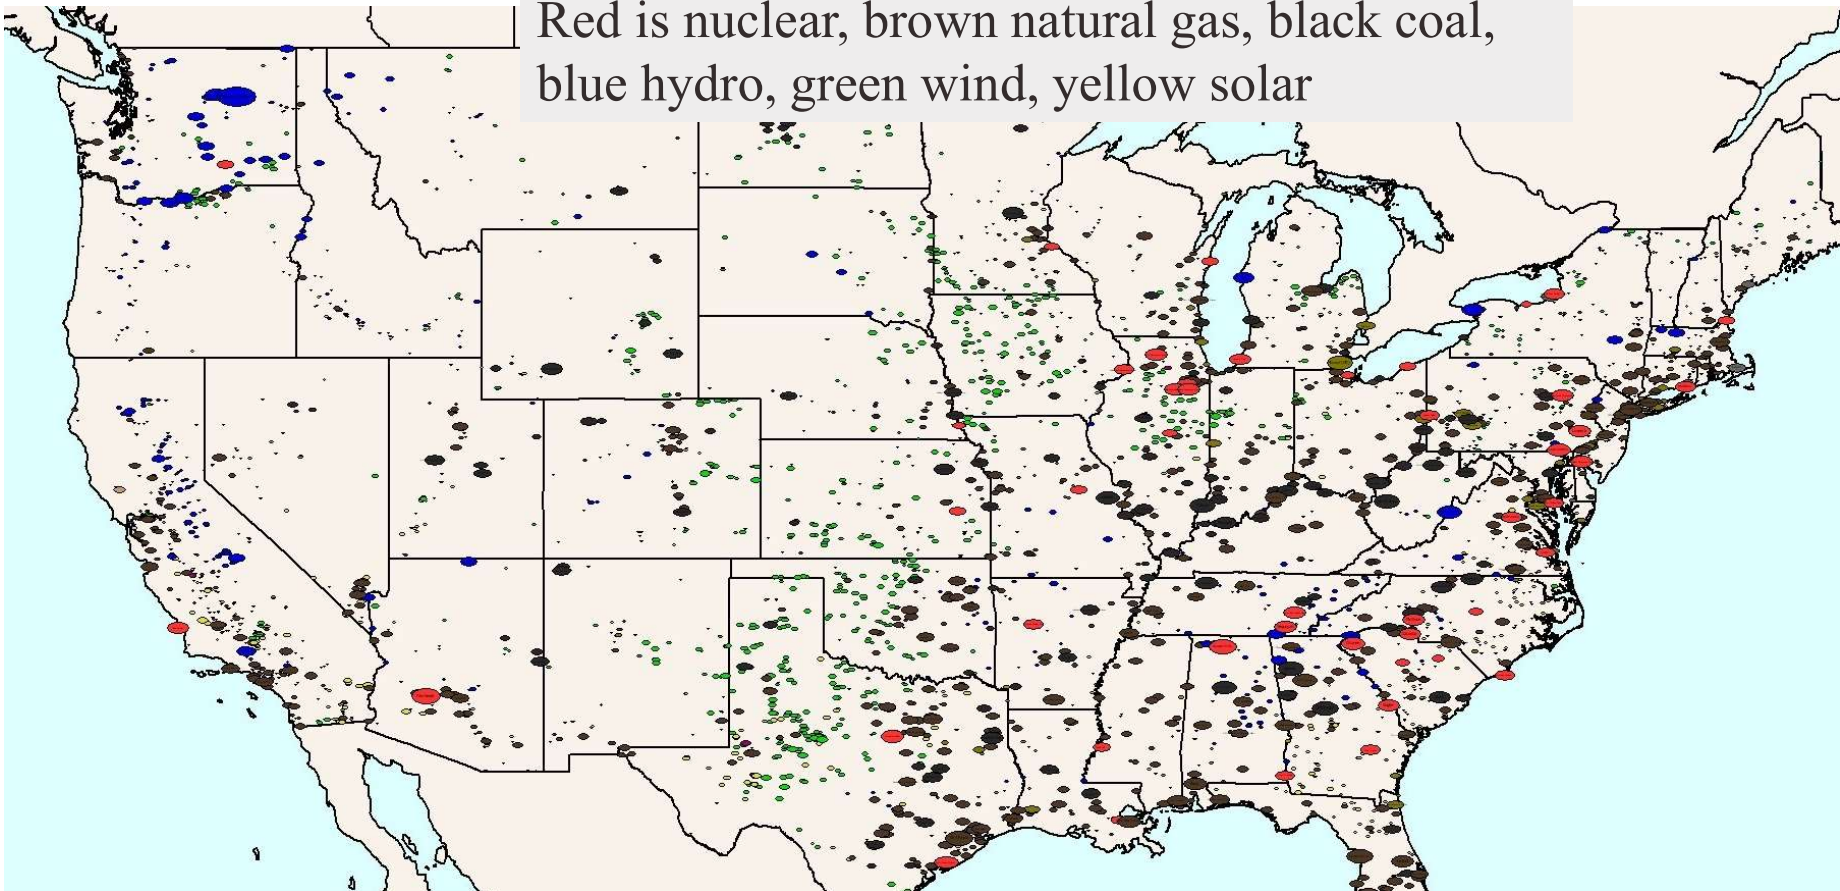 Red is nuclear, brown natural gas, black coal,
blue hydro, green wind, yellow solar